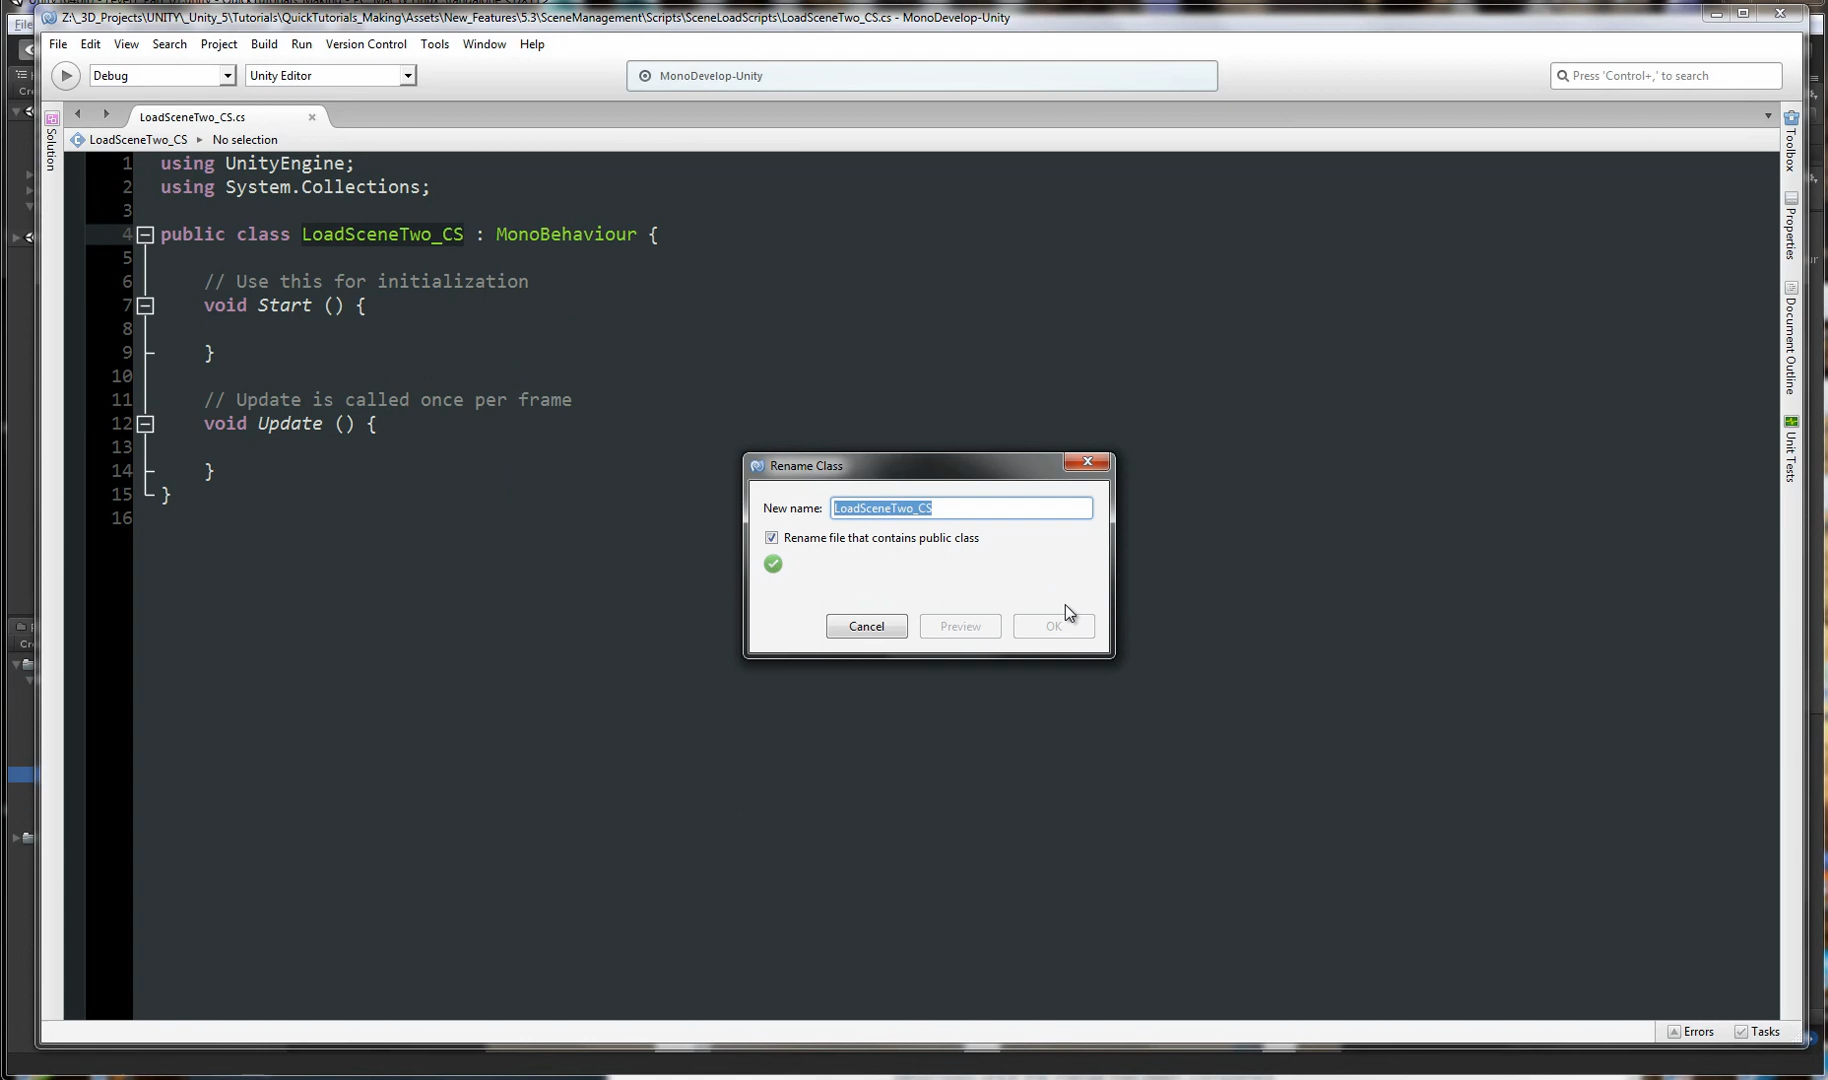 Z:\_3D_Projects\UNITY\_Unity_5\Tutorials\QuickTutorials_Making\Assets\New_Features\5.3\SceneManagement\Scripts\SceneLoadScripts\LoadSceneTwo_CS.cs - MonoDevelop-Unity
File Edit View Search Project Build Run Version Control Tools Window Help
Debug Unity Editor MonoDevelop-Unity Press 'Control+,' to search
LoadSceneTwo_CS.cs
LoadSceneTwo_CS ▸ No selection
Solution
1 using UnityEngine;
2 using System.Collections;
3
4 public class LoadSceneTwo_CS : MonoBehaviour {
5
6 // Use this for initialization
7 void Start () {
8
9 }
10
11 // Update is called once per frame
12 void Update () {
13
14 }
15 }
16
Rename Class
New name: LoadSceneTwo_CS
Rename file that contains public class
Cancel Preview OK
Toolbox
Properties
Document Outline
Unit Tests
Errors Tasks